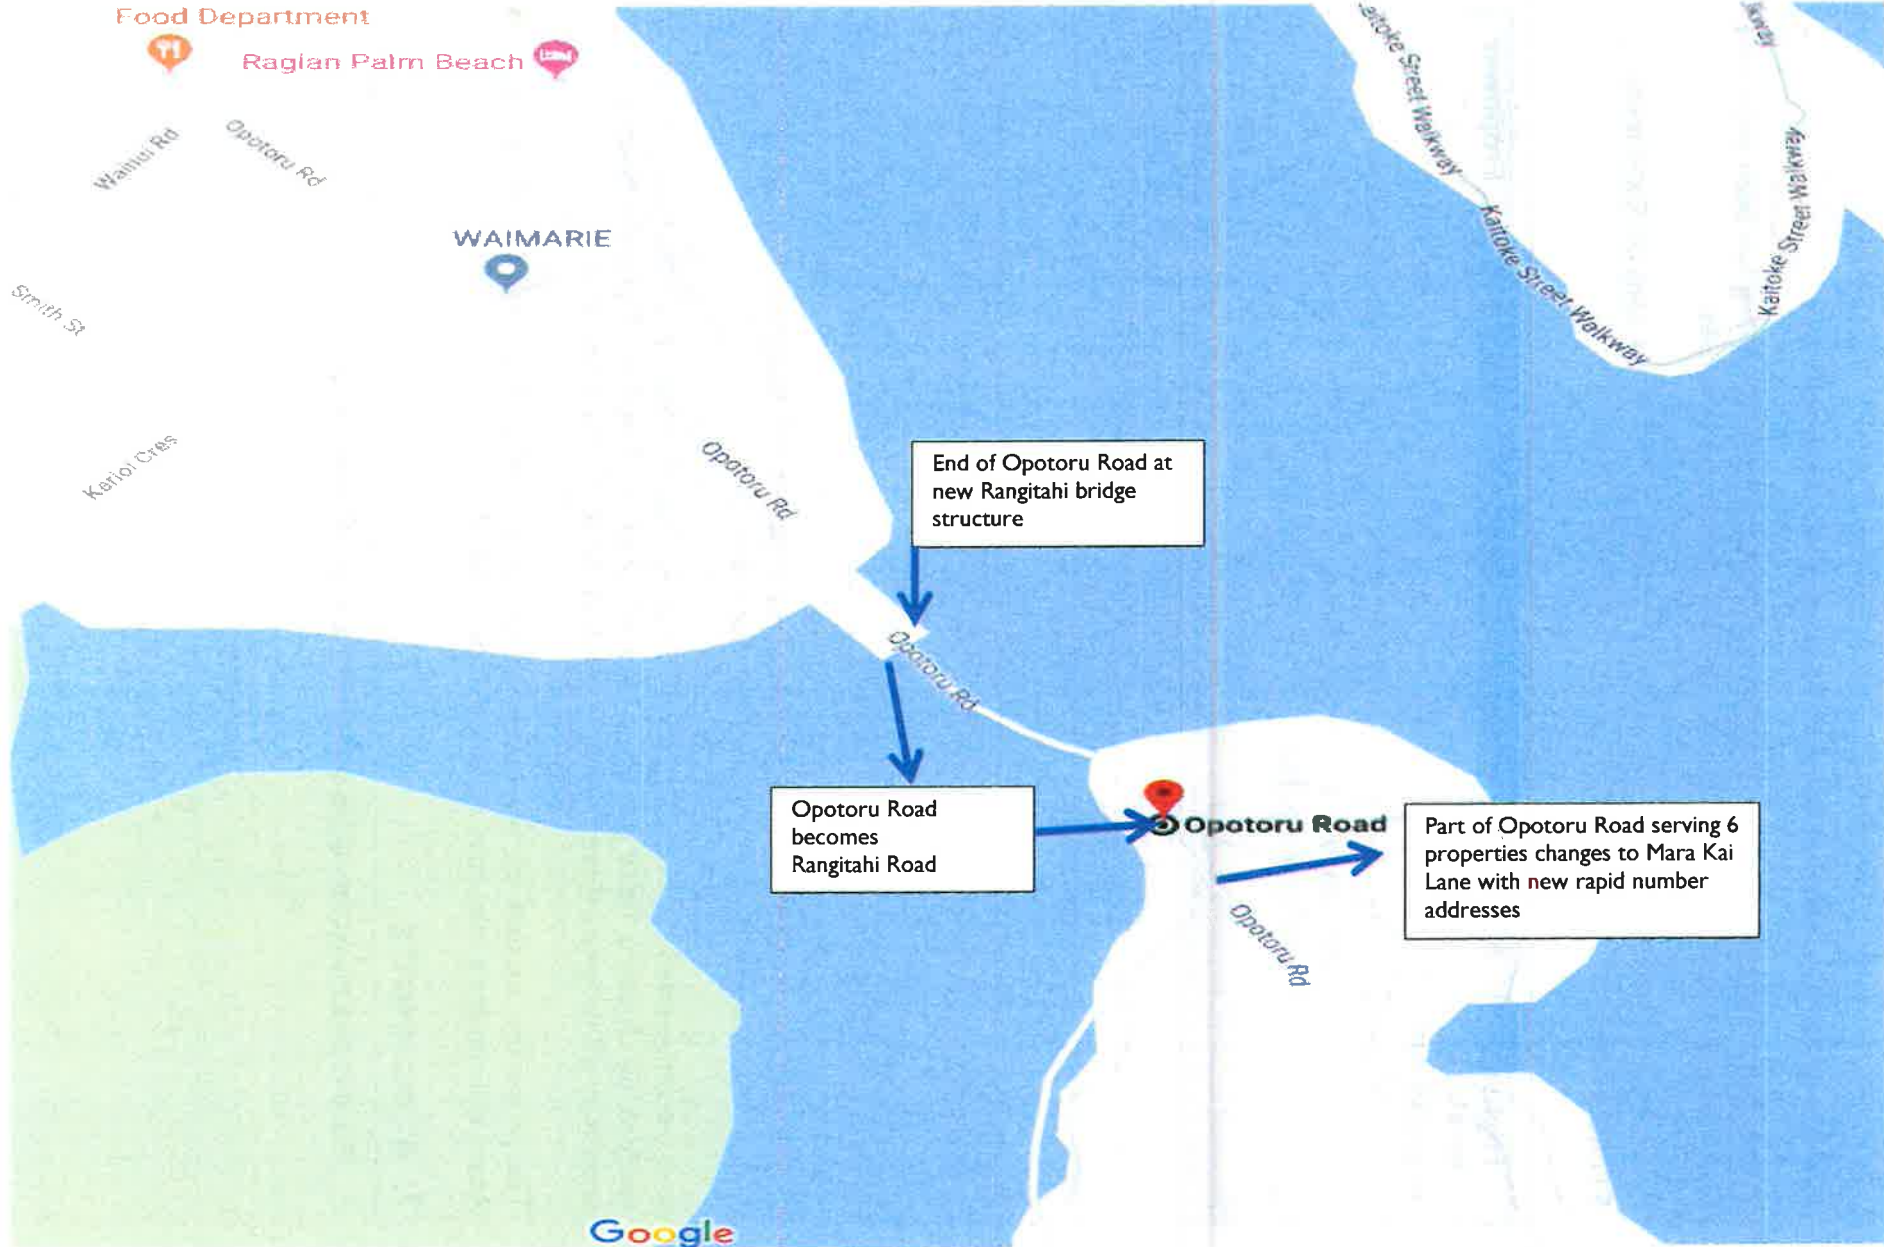 Food Department
Ragian Palm Beach
Wainui Rd
Opotoru Rd
WAIMARIE
Smith St
Karioi Cres
Opotoru Rd
Kaitoke Street Walkway
Kaitoke Street Walkway
Kaitoke Street Walkway
End of Opotoru Road at
new Rangitahi bridge
structure
Opotoru Rd
Opotoru Road
becomes
Rangitahi Road
Opotoru Road
Part of Opotoru Road serving 6
properties changes to Mara Kai
Lane with new rapid number
addresses
Opotoru Rd
Google